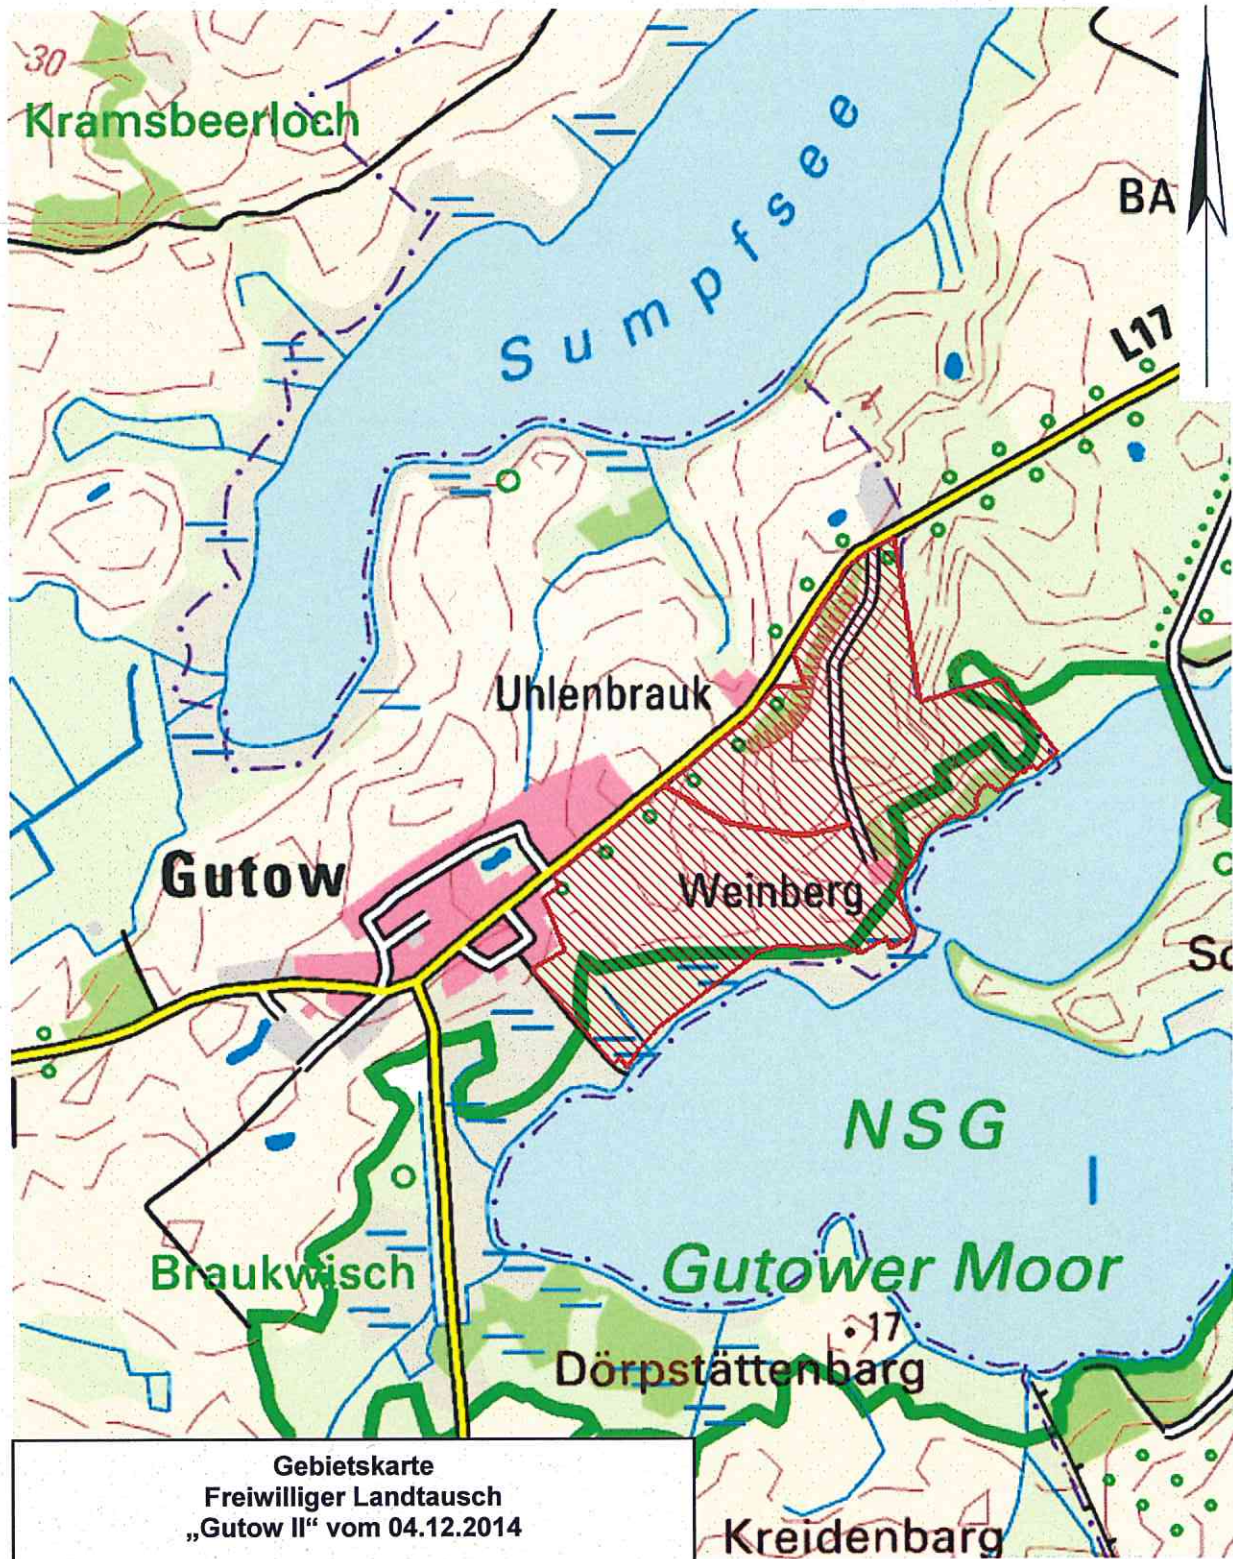 30
Kramsbeerloch
Sumpfsee
BA
L17
Uhlenbrauk
Gutow
Weinberg
Sc
NSG
I
Gutower Moor
Braukwisch
17
Dörpstättenbarg
Gebietskarte
Freiwilliger Landtausch
„Gutow II“ vom 04.12.2014
Kreidenbarg